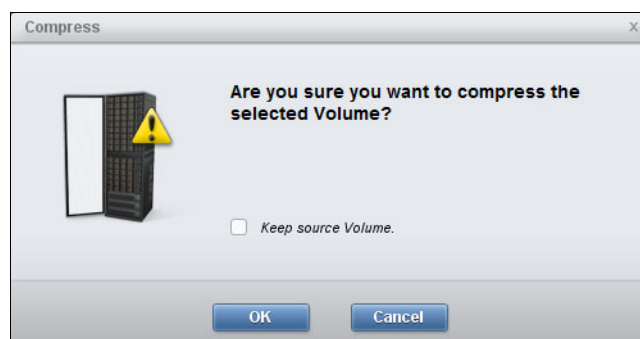 Compress
x
Are you sure you want to compress the
selected Volume?
Keep source Volume.
OK
Cancel